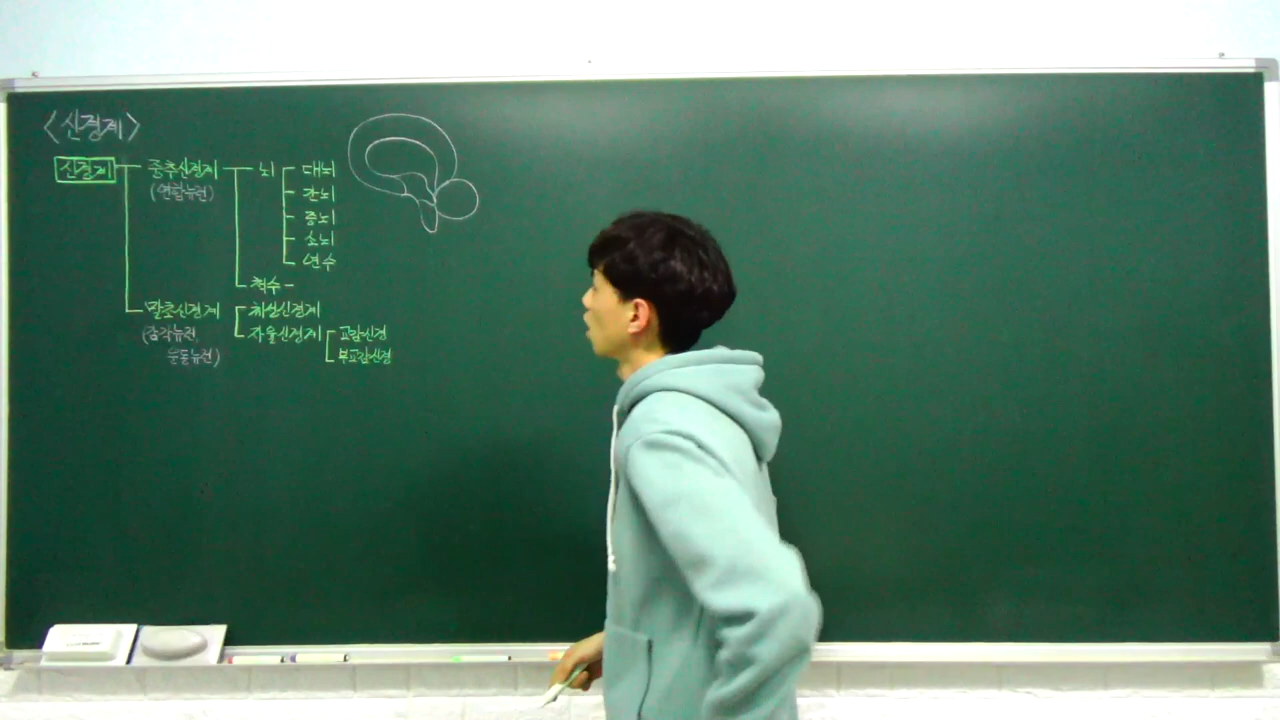 <신경계>
신경계 중추신경계 뇌 대뇌
(연합뉴런) 간뇌
중뇌
소뇌
연수
척수
말초신경계 체성신경계
(감각뉴런, 자율신경계 교감신경
운동뉴런) 부교감신경